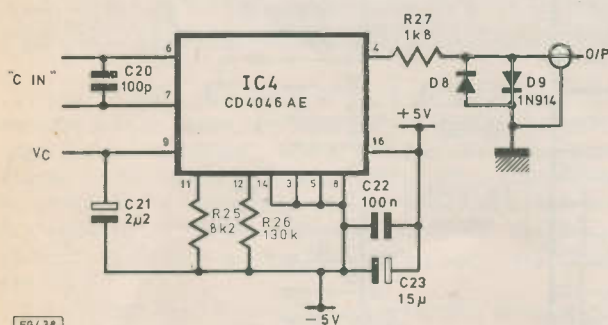 R27
1k8
6
4
O/P
C20
100p
"C IN"
IC4
CD4046AE
D8
D9
1N914
7
+5V
VC
9
16
11
12
14
3
5
8
C22
100n
C21
2µ2
R25
8k2
R26
130k
C23
15µ
−5V